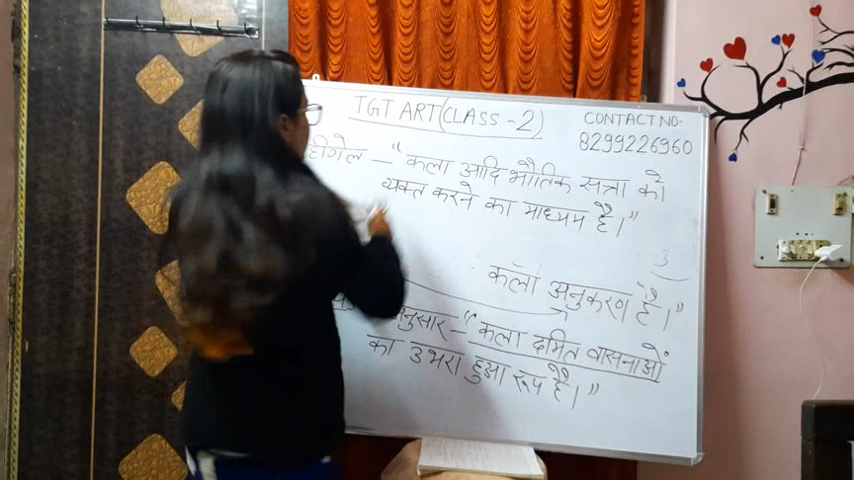 TGT ART (CLASS - 2)
CONTACT NO-
8299226960
हीगेल - "कला आदि भौतिक सत्ता को
व्यक्त करने का माध्यम है।"
कला अनुकरण है।"
अनुसार - "कला दमित वासनाओं
का उभरा हुआ रूप है।"